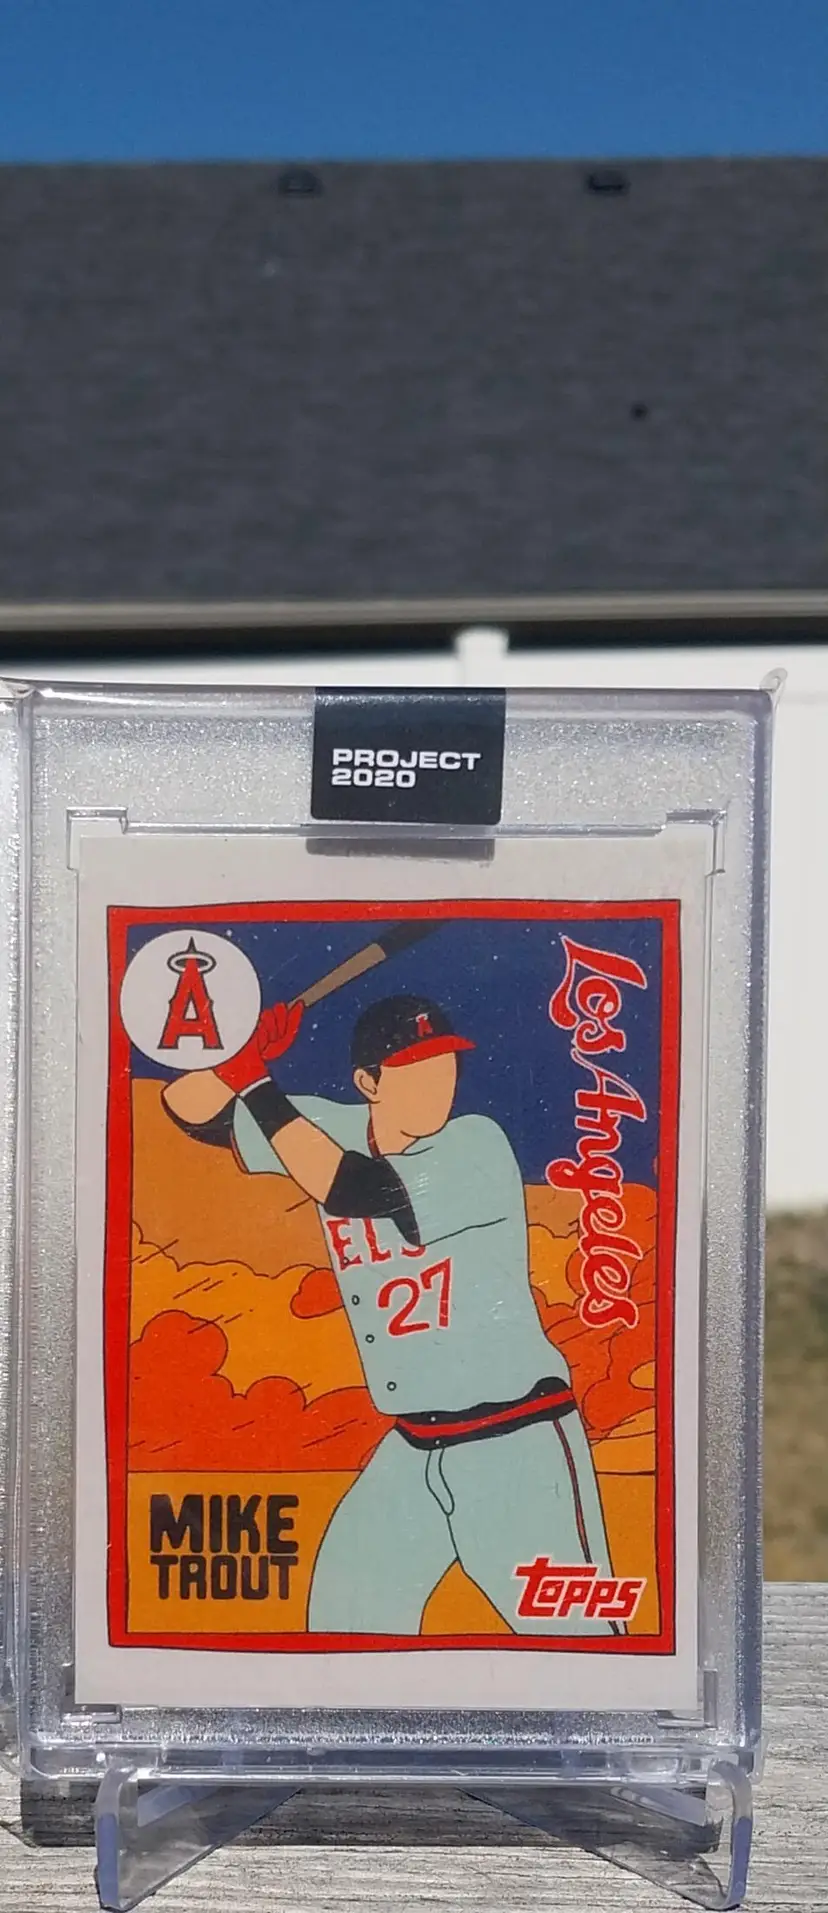 PROJECT
2020
A
A
Los Angeles
ELS
27
MIKE
TROUT
TOPPS